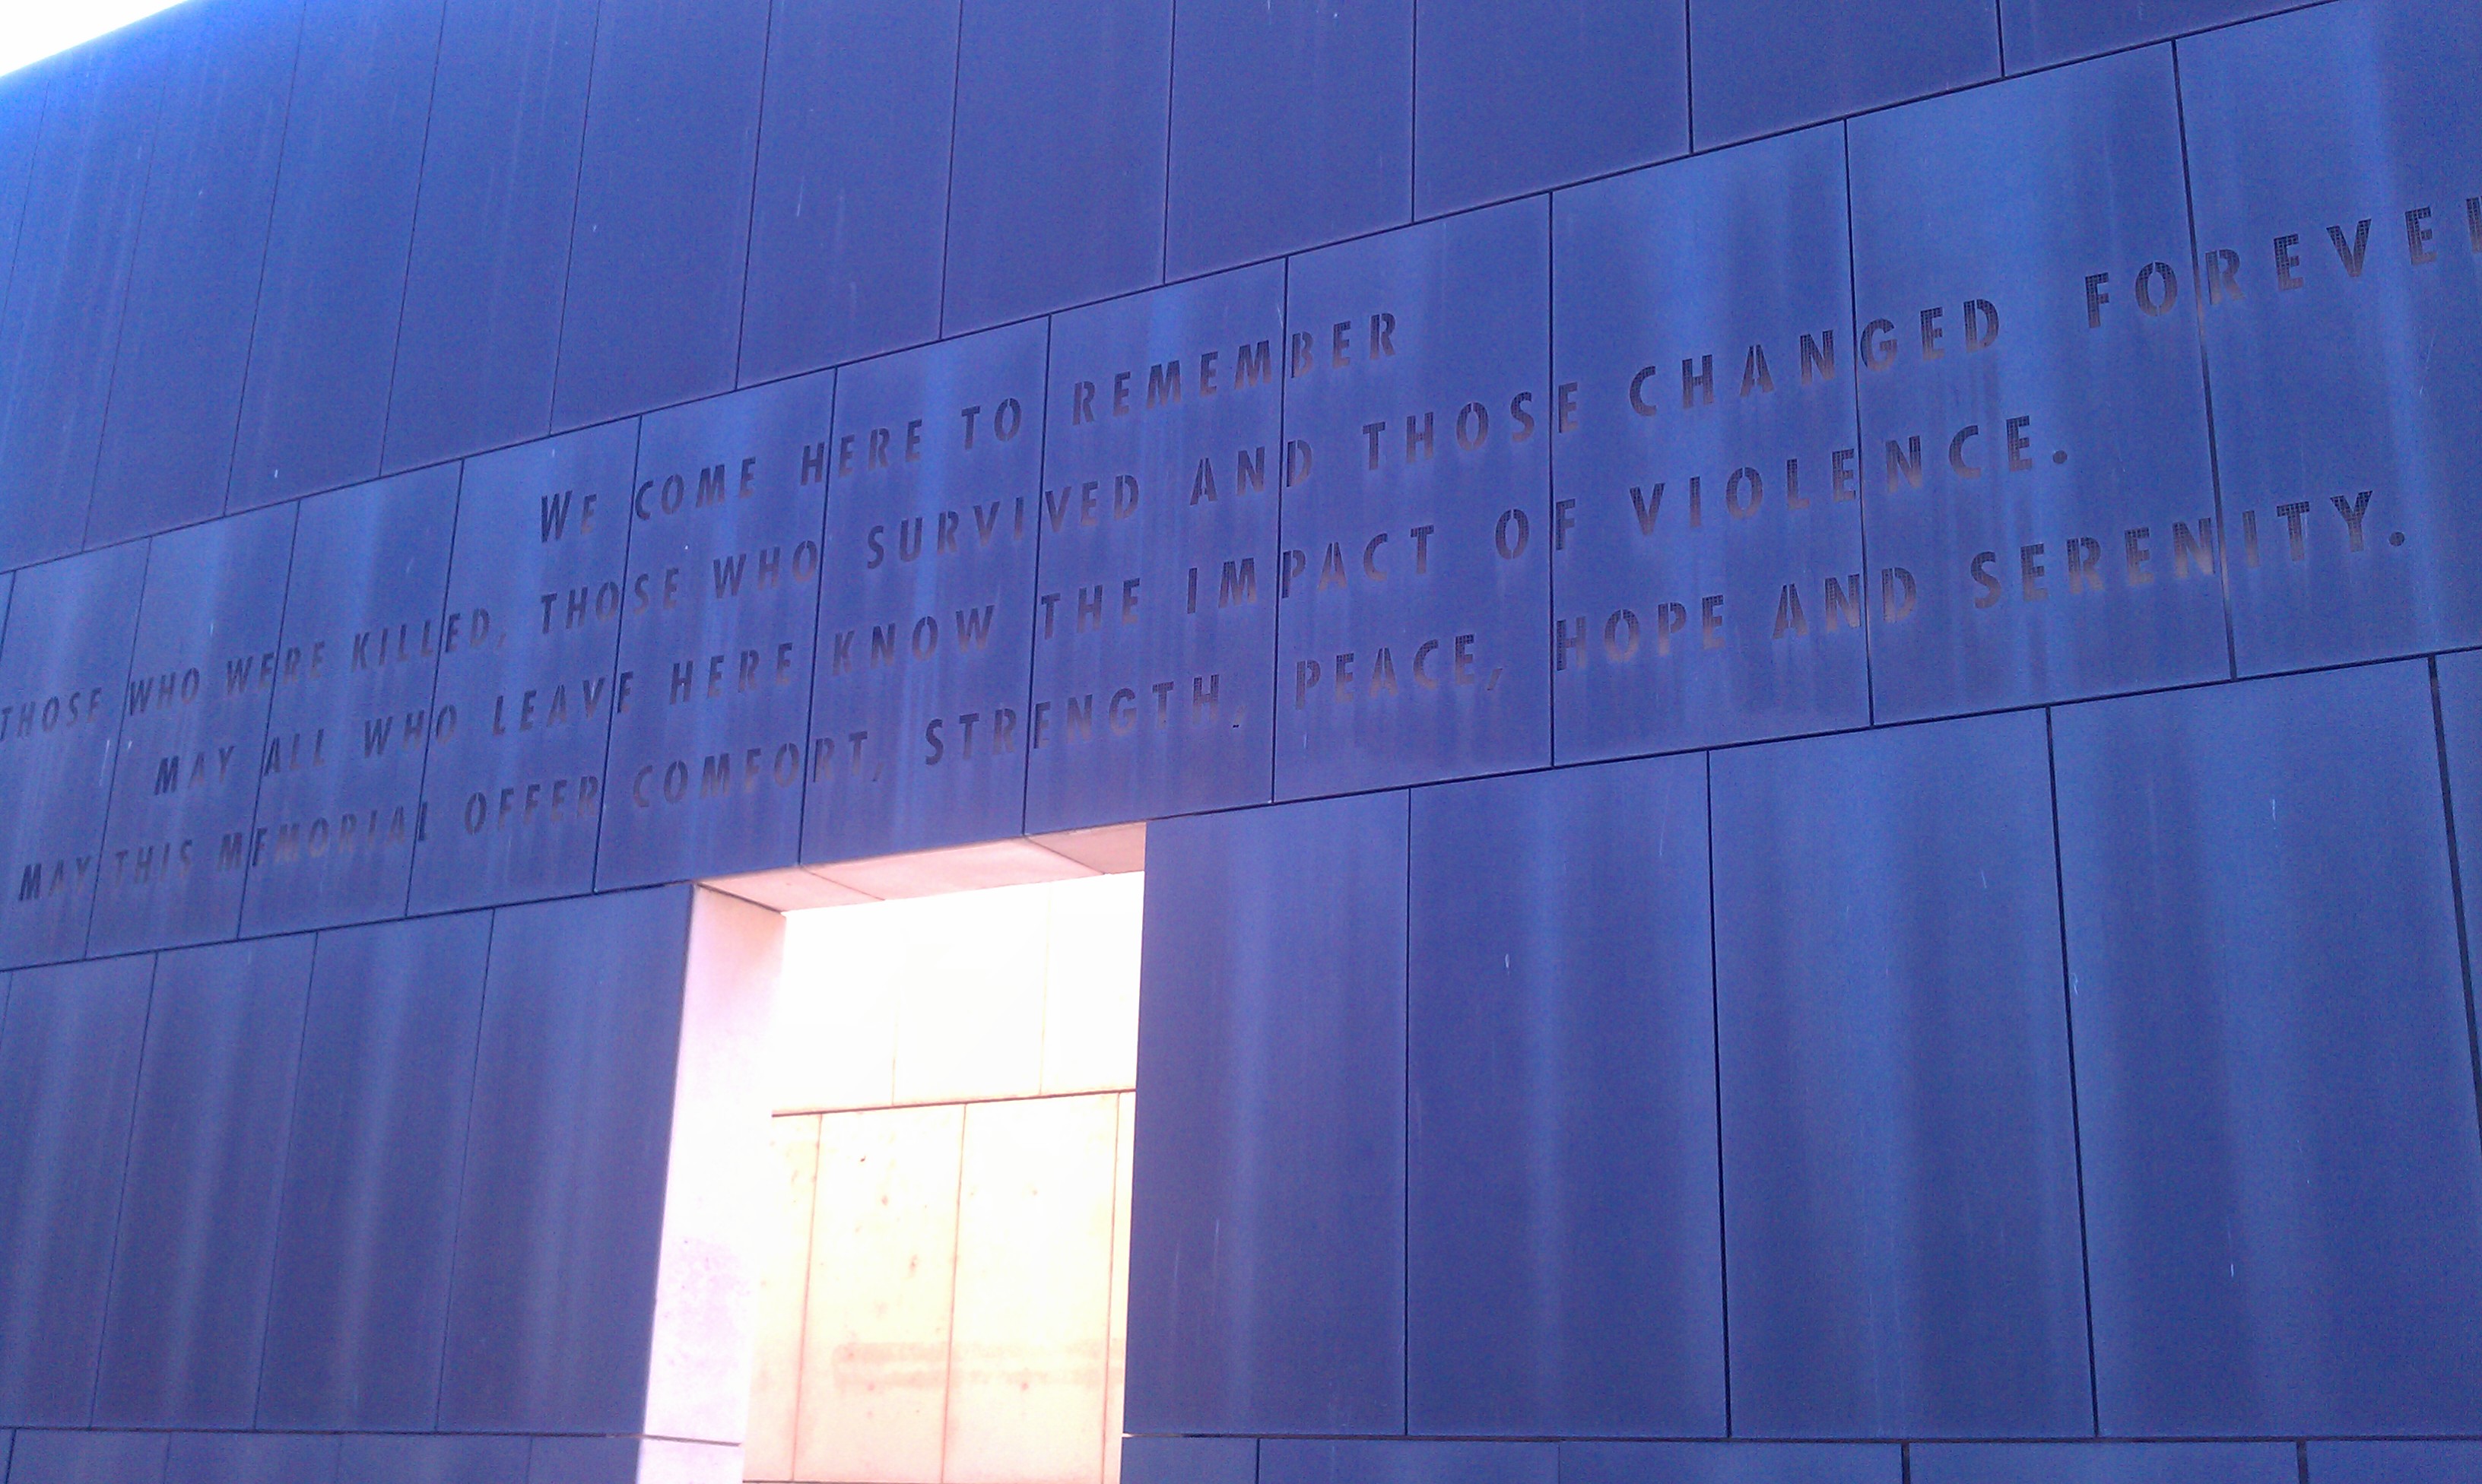 WE COME HERE TO REMEMBER
THOSE WHO WERE KILLED, THOSE WHO SURVIVED AND THOSE CHANGED FOREVE
MAY ALL WHO LEAVE HERE KNOW THE IMPACT OF VIOLENCE.
MAY THIS MEMORIAL OFFER COMFORT, STRENGTH, PEACE, HOPE AND SERENITY.